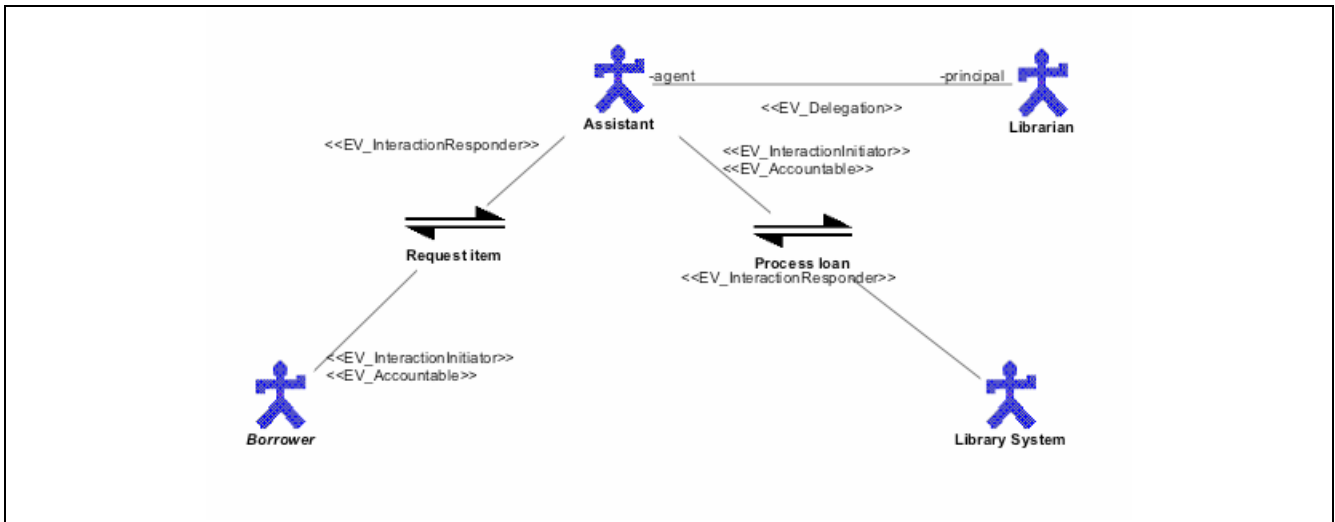 -agent
-principal
<<EV_Delegation>>
Assistant
Librarian
<<EV_InteractionResponder>>
<<EV_InteractionInitiator>>
<<EV_Accountable>>
Request item
Process loan
<<EV_InteractionResponder>>
<<EV_InteractionInitiator>>
<<EV_Accountable>>
Borrower
Library System